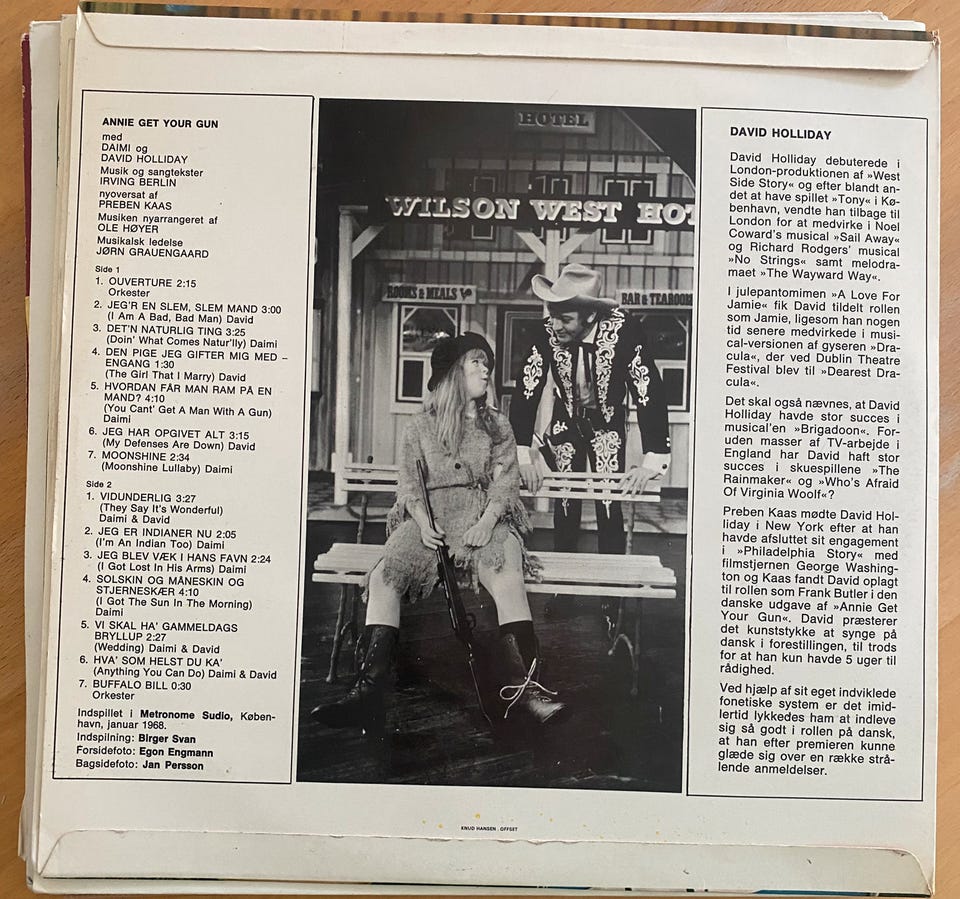 ANNIE GET YOUR GUN
med
DAIMI og
DAVID HOLLIDAY
Musik og sangtekster
IRVING BERLIN
nyoversat af
PREBEN KAAS
Musiken nyarrangeret af
OLE HØYER
Musikalsk ledelse
JØRN GRAUENGAARD
Side 1
1. OUVERTURE 2:15
Orkester
2. JEG'R EN SLEM, SLEM MAND 3:00
(I Am A Bad, Bad Man) David
3. DET'N NATURLIG TING 3:25
(Doin' What Comes Natur'lly) Daimi
4. DEN PIGE JEG GIFTER MIG MED –
ENGANG 1:30
(The Girl That I Marry) David
5. HVORDAN FÅR MAN RAM PÅ EN
MAND? 4:10
(You Cant' Get A Man With A Gun)
Daimi
6. JEG HAR OPGIVET ALT 3:15
(My Defenses Are Down) David
7. MOONSHINE 2:34
(Moonshine Lullaby) Daimi
Side 2
1. VIDUNDERLIG 3:27
(They Say It's Wonderful)
Daimi & David
2. JEG ER INDIANER NU 2:05
(I'm An Indian Too) Daimi
3. JEG BLEV VÆK I HANS FAVN 2:24
(I Got Lost In His Arms) Daimi
4. SOLSKIN OG MÅNESKIN OG
STJERNESKÆR 4:10
(I Got The Sun In The Morning)
Daimi
5. VI SKAL HA' GAMMELDAGS
BRYLLUP 2:27
(Wedding) Daimi & David
6. HVA' SOM HELST DU KA'
(Anything You Can Do) Daimi & David
7. BUFFALO BILL 0:30
Orkester
Indspillet i Metronome Sudio, Køben-
havn, januar 1968.
Indspilning: Birger Svan
Forsidefoto: Egon Engmann
Bagsidefoto: Jan Persson
HOTEL
WILSON WEST HOT
ROOMS & MEALS
BAR & TEAROOM
DAVID HOLLIDAY
David Holliday debuterede i
London-produktionen af »West
Side Story« og efter blandt an-
det at have spillet »Tony« i Kø-
benhavn, vendte han tilbage til
London for at medvirke i Noel
Coward's musical »Sail Away«
og Richard Rodgers' musical
»No Strings« samt melodra-
maet »The Wayward Way«.
I julepantomimen »A Love For
Jamie« fik David tildelt rollen
som Jamie, ligesom han nogen
tid senere medvirkede i musi-
cal-versionen af gyseren »Dra-
cula«, der ved Dublin Theatre
Festival blev til »Dearest Dra-
cula«.
Det skal også nævnes, at David
Holliday havde stor succes i
musical'en »Brigadoon«. For-
uden masser af TV-arbejde i
England har David haft stor
succes i skuespillene »The
Rainmaker« og »Who's Afraid
Of Virginia Woolf«?
Preben Kaas mødte David Hol-
liday i New York efter at han
havde afsluttet sit engagement
i »Philadelphia Story« med
filmstjernen George Washing-
ton og Kaas fandt David oplagt
til rollen som Frank Butler i den
danske udgave af »Annie Get
Your Gun«. David præsterer
det kunststykke at synge på
dansk i forestillingen, til trods
for at han kun havde 5 uger til
rådighed.
Ved hjælp af sit eget indviklede
fonetiske system er det imid-
lertid lykkedes ham at indleve
sig så godt i rollen på dansk,
at han efter premieren kunne
glæde sig over en række strå-
lende anmeldelser.
KNUD HANSEN . OFFSET